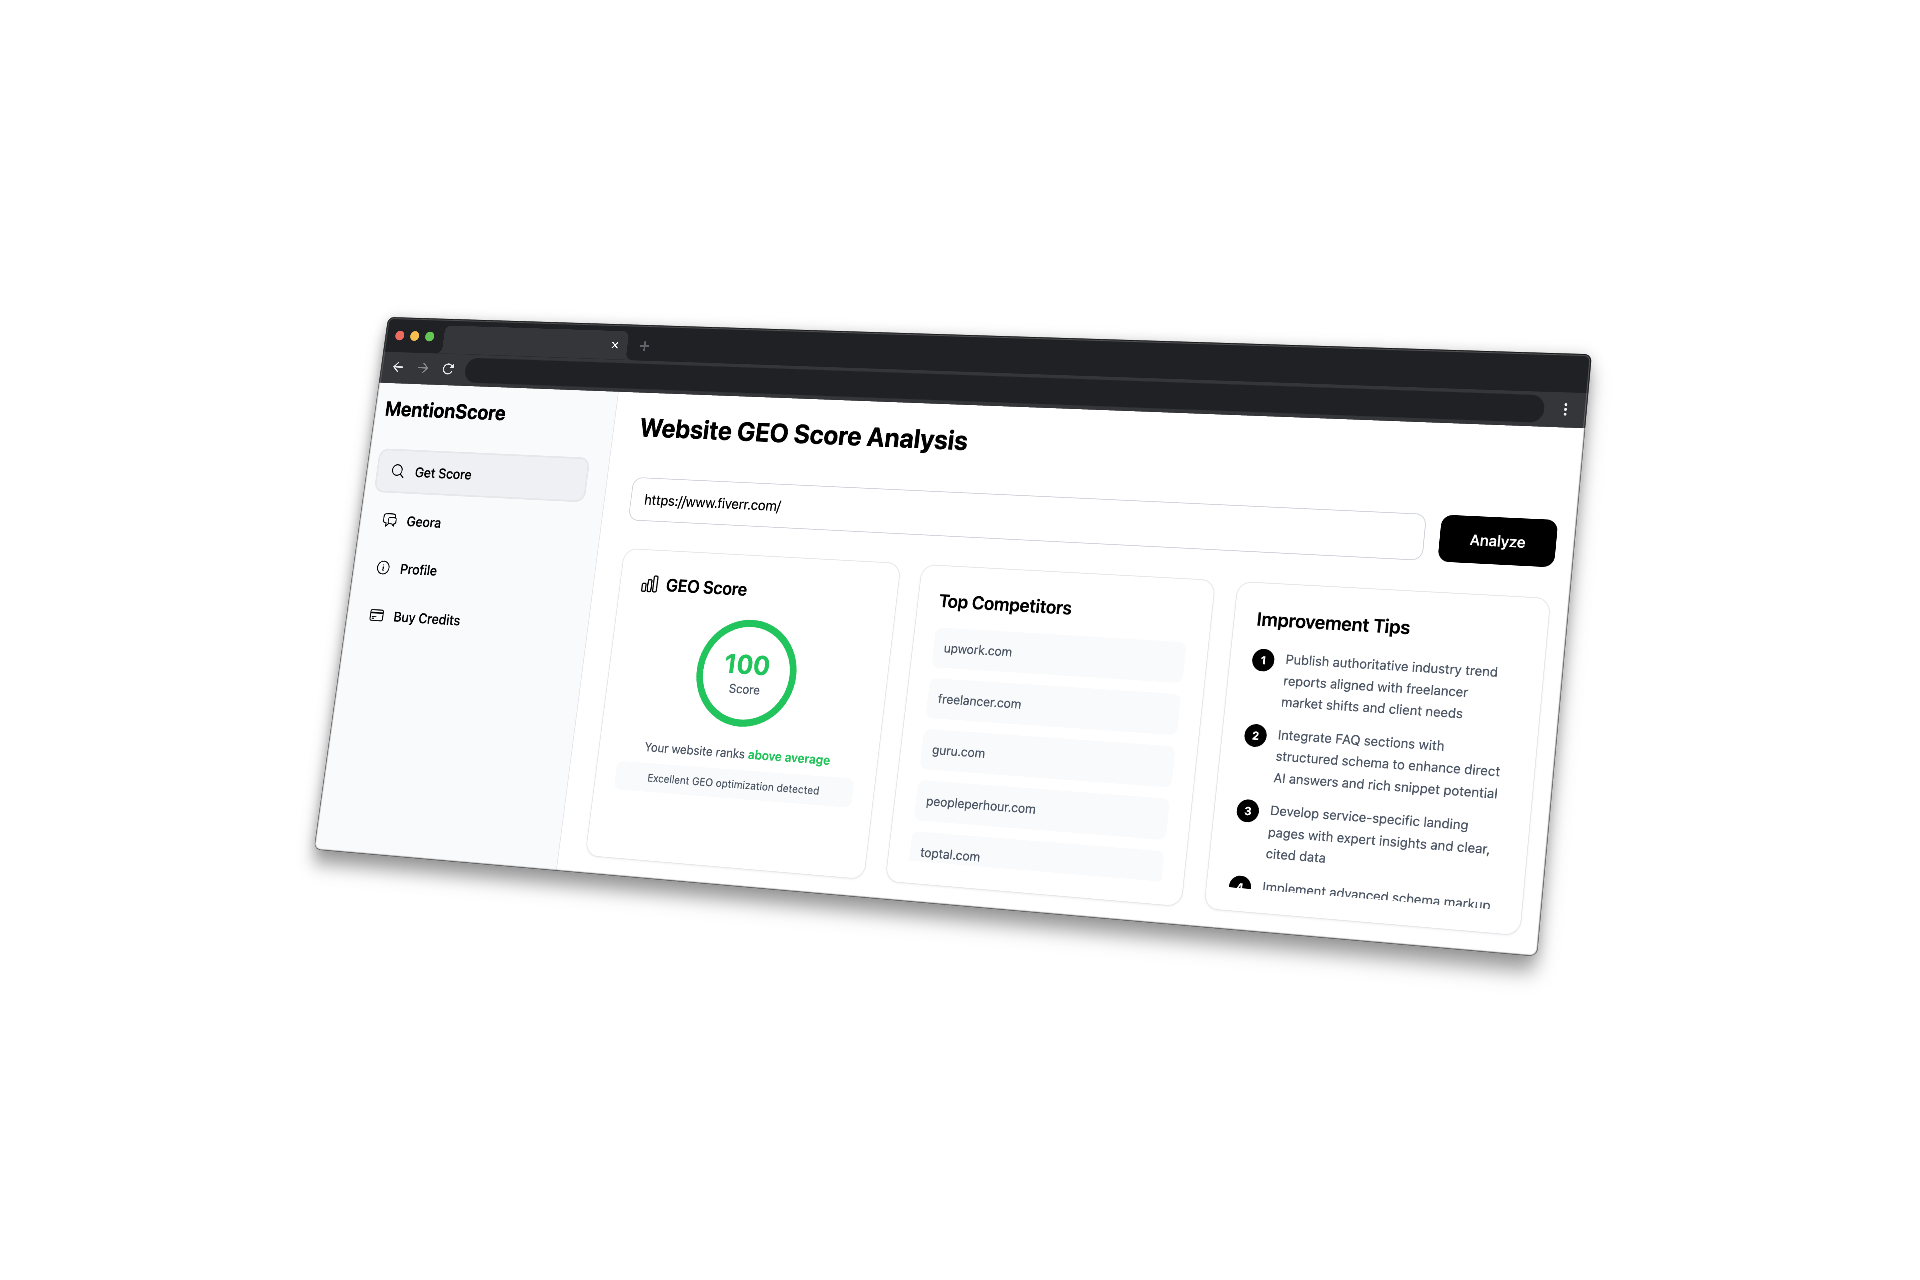 MentionScore
Get Score
Geora
Profile
Buy Credits
Website GEO Score Analysis
https://www.fiverr.com/
Analyze
GEO Score
100
Score
Your website ranks above average
Excellent GEO optimization detected
Top Competitors
upwork.com
freelancer.com
guru.com
peopleperhour.com
toptal.com
Improvement Tips
1 Publish authoritative industry trend
reports aligned with freelancer
market shifts and client needs
2 Integrate FAQ sections with
structured schema to enhance direct
AI answers and rich snippet potential
3 Develop service-specific landing
pages with expert insights and clear,
cited data
4 Implement advanced schema markup